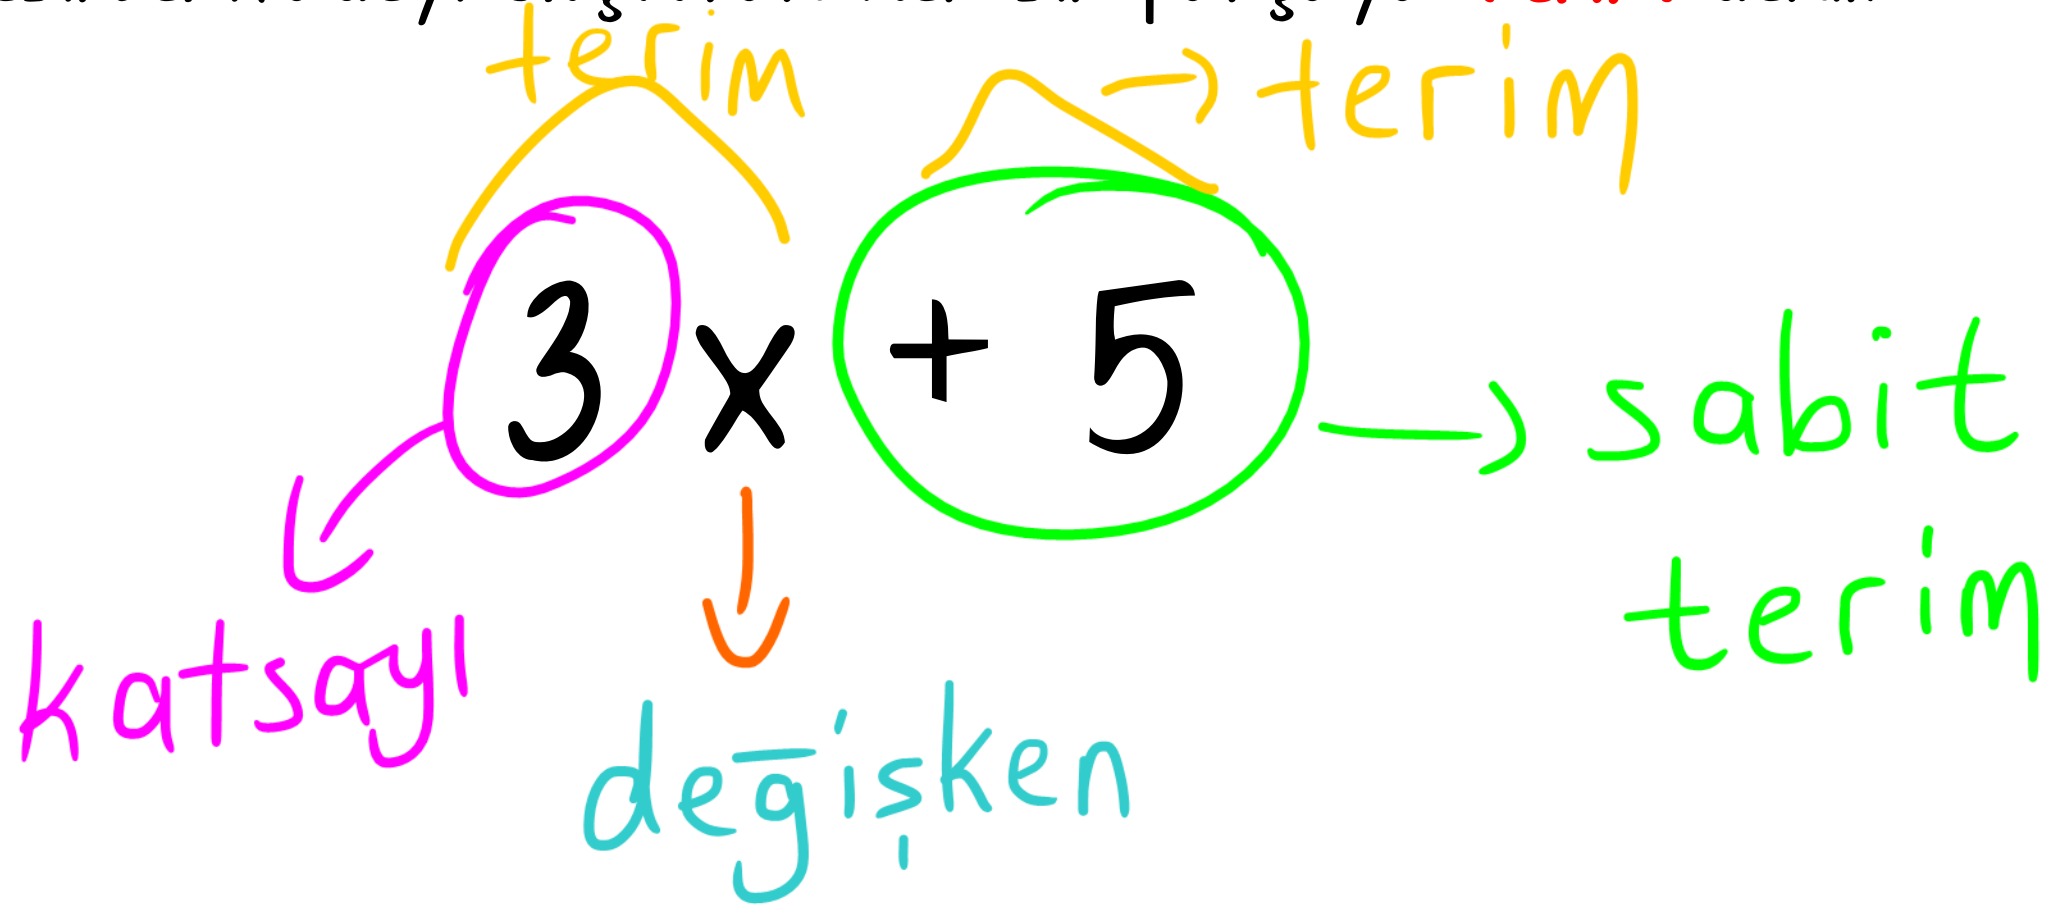 terim → terim
3x + 5 → sabit
terim
katsayı
değişken